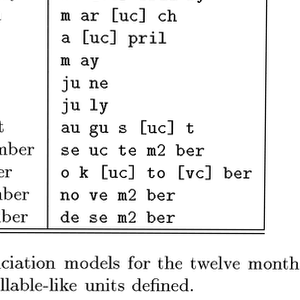 m ar [uc] ch
a [uc] pril
m ay
ju ne
ju ly
t au gu s [uc] t
mber se uc te m2 ber
er o k [uc] to [vc] ber
mber no ve m2 ber
ber de se m2 ber
ciation models for the twelve month
llable-like units defined.